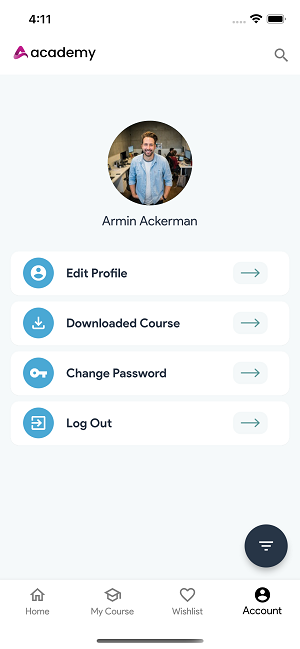 4:11
academy
Armin Ackerman
Edit Profile
Downloaded Course
Change Password
Log Out
Home
My Course
Wishlist
Account